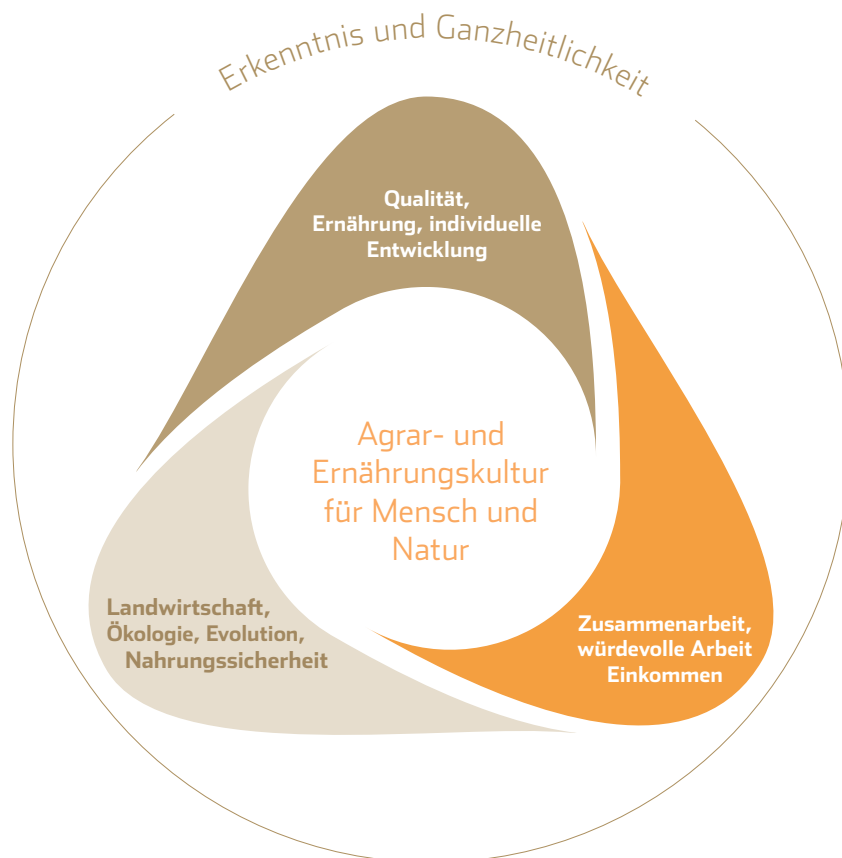 Erkenntnis und Ganzheitlichkeit
Qualität,
Ernährung, individuelle
Entwicklung
Agrar- und
Ernährungskultur
für Mensch und
Natur
Landwirtschaft,
Ökologie, Evolution,
Nahrungssicherheit
Zusammenarbeit,
würdevolle Arbeit
Einkommen